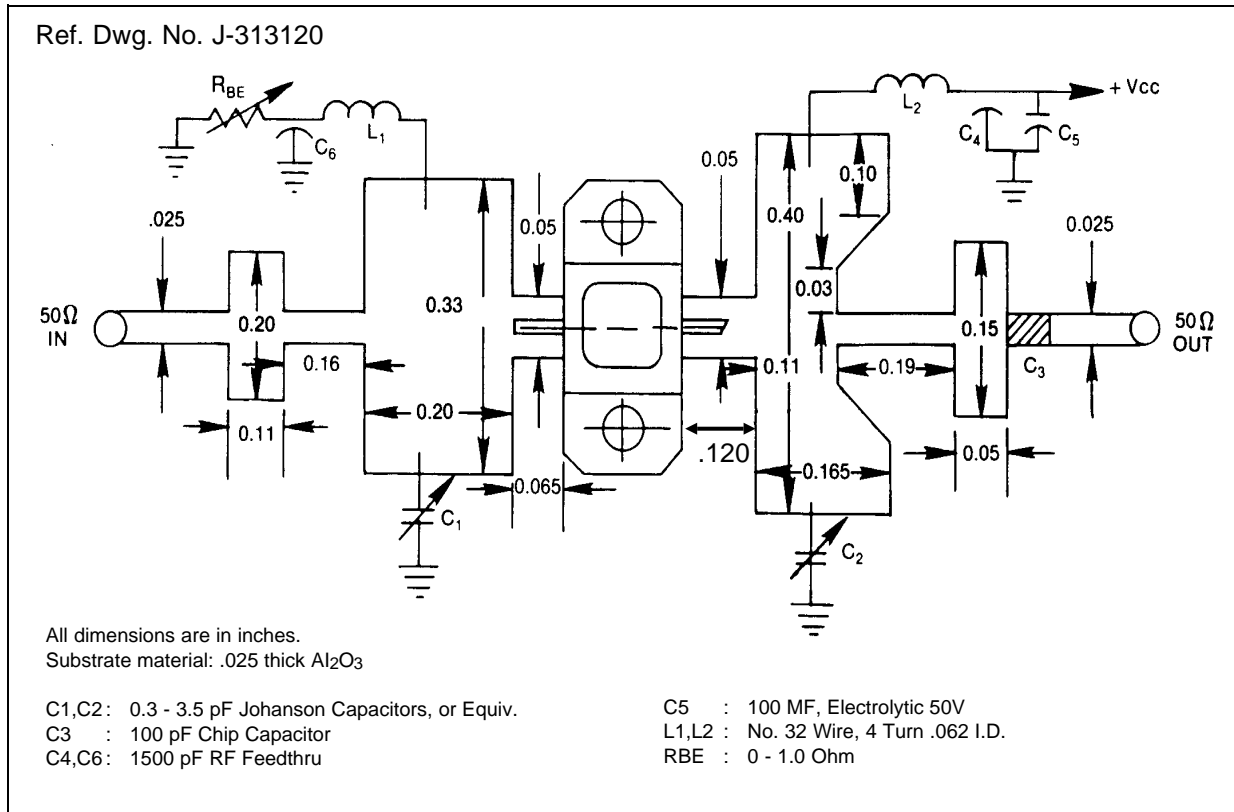 Ref. Dwg. No. J-313120
RBE
L1
C6
L2
+ Vcc
C4
C5
.025
0.05
0.05
0.10
0.40
0.025
0.03
50Ω
IN
0.20
0.33
0.15
50Ω
OUT
0.16
0.11
0.19
C3
0.20
0.11
.120
0.05
0.165
0.065
C1
C2
All dimensions are in inches.
Substrate material: .025 thick Al2O3
C1,C2 : 0.3 - 3.5 pF Johanson Capacitors, or Equiv.
C3 : 100 pF Chip Capacitor
C4,C6 : 1500 pF RF Feedthru
C5 : 100 MF, Electrolytic 50V
L1,L2 : No. 32 Wire, 4 Turn .062 I.D.
RBE : 0 - 1.0 Ohm